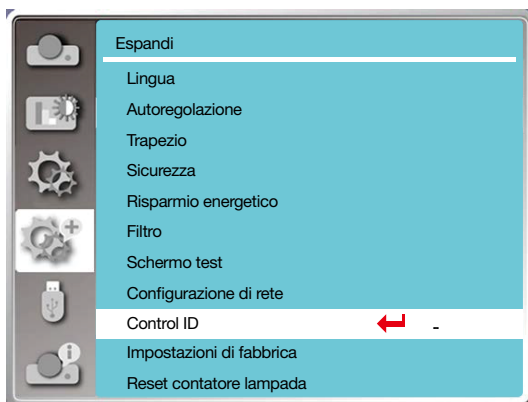 Espandi
Lingua
Autoregolazione
Trapezio
Sicurezza
Risparmio energetico
Filtro
Schermo test
Configurazione di rete
Control ID -
Impostazioni di fabbrica
Reset contatore lampada